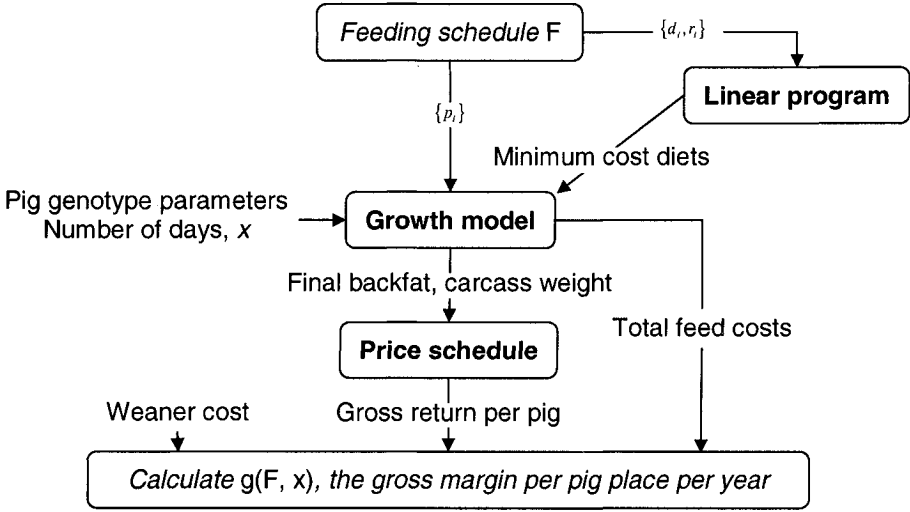 Feeding schedule F
{d_i, r_i}
Linear program
{p_i}
Minimum cost diets
Pig genotype parameters
Number of days, x
Growth model
Final backfat, carcass weight
Total feed costs
Price schedule
Weaner cost
Gross return per pig
Calculate g(F, x), the gross margin per pig place per year